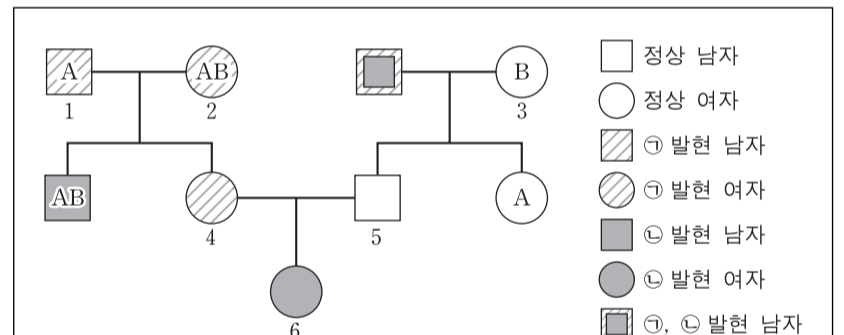 A
AB
B
1
2
3
AB
A
4
5
6
정상 남자
정상 여자
㉠ 발현 남자
㉠ 발현 여자
㉡ 발현 남자
㉡ 발현 여자
㉠, ㉡ 발현 남자